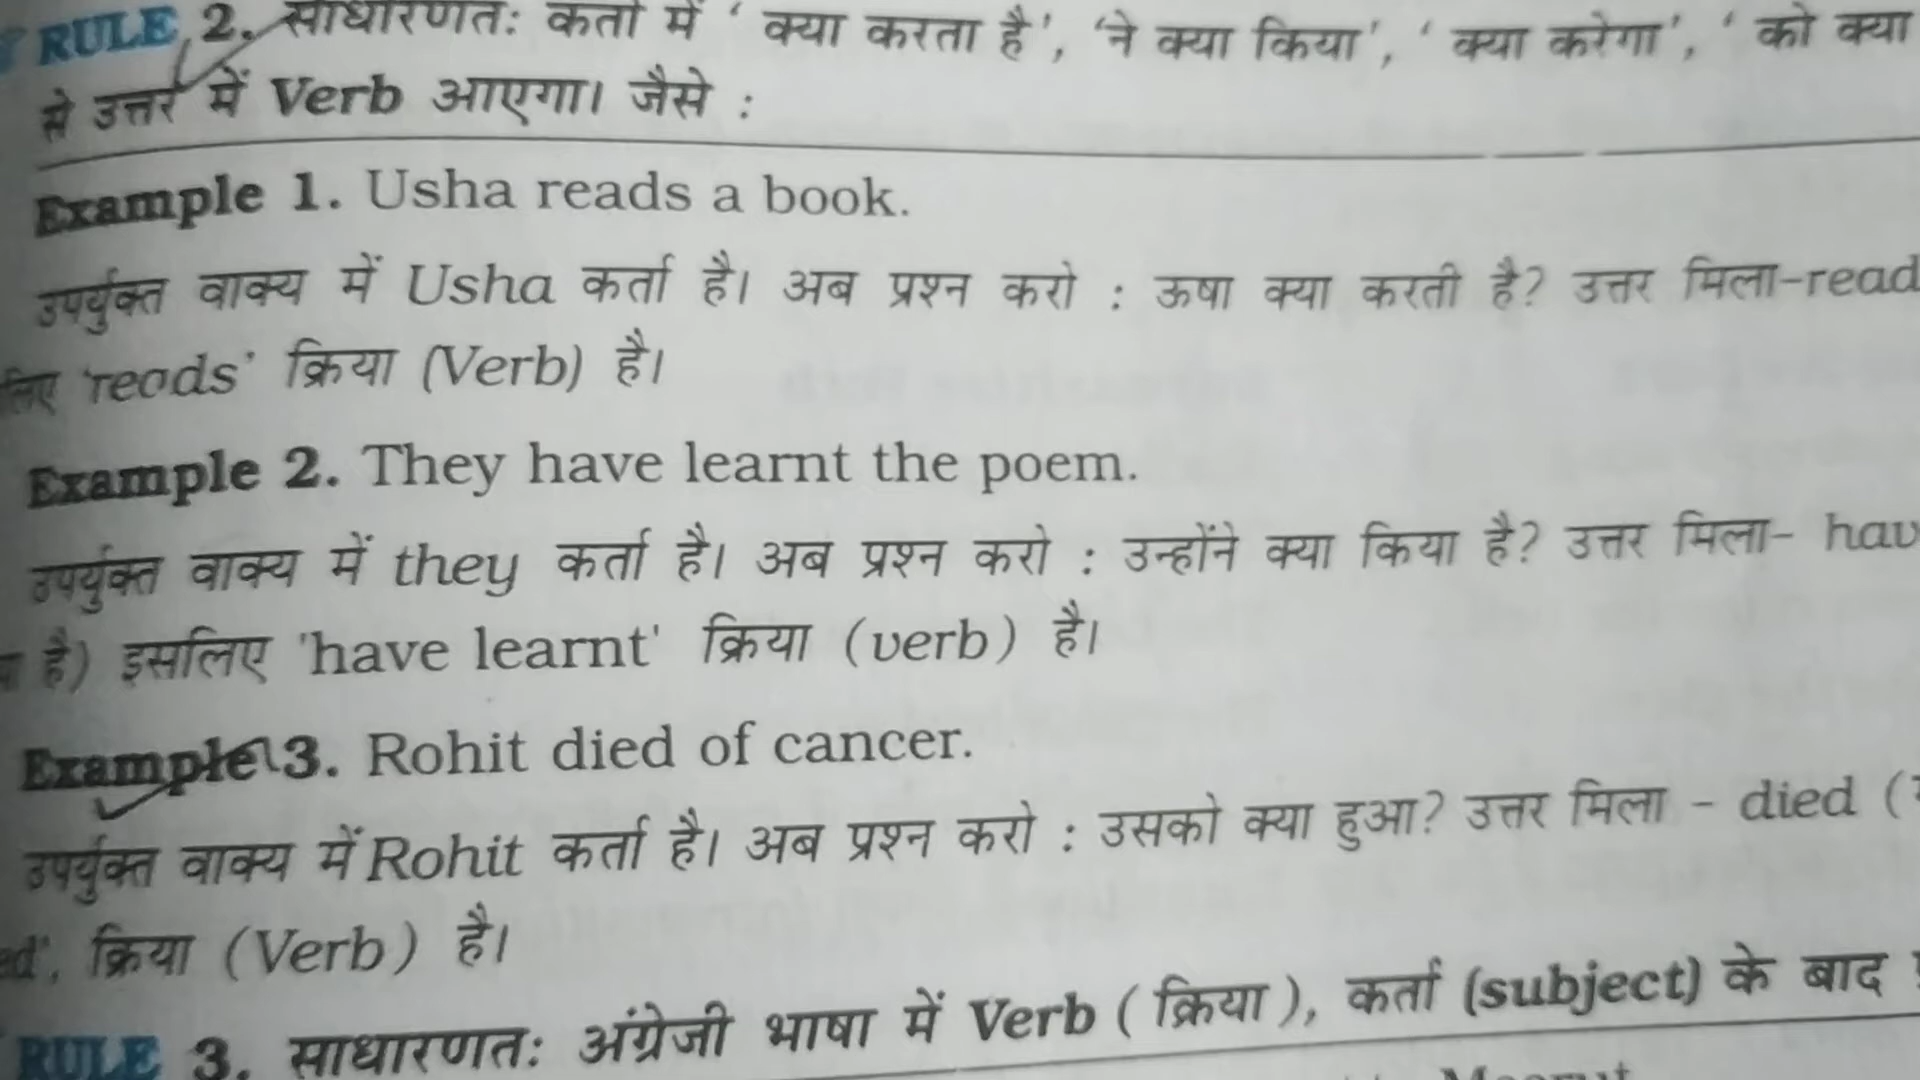 RULE 2. साधारणतः कर्ता में ' क्या करता है', 'ने क्या किया', ' क्या करेगा', ' को क्या
से उत्तर में Verb आएगा। जैसे :
Example 1. Usha reads a book.
उपर्युक्त वाक्य में Usha कर्ता है। अब प्रश्न करो : ऊषा क्या करती है? उत्तर मिला-read
'reads' क्रिया (Verb) है।
Example 2. They have learnt the poem.
उपर्युक्त वाक्य में they कर्ता है। अब प्रश्न करो : उन्होंने क्या किया है? उत्तर मिला- hav
है) इसलिए 'have learnt' क्रिया (verb) है।
Example 3. Rohit died of cancer.
उपर्युक्त वाक्य में Rohit कर्ता है। अब प्रश्न करो : उसको क्या हुआ? उत्तर मिला - died (
ed', क्रिया (Verb) है।
RULE 3. साधारणतः अंग्रेजी भाषा में Verb ( क्रिया ), कर्ता (subject) के बाद